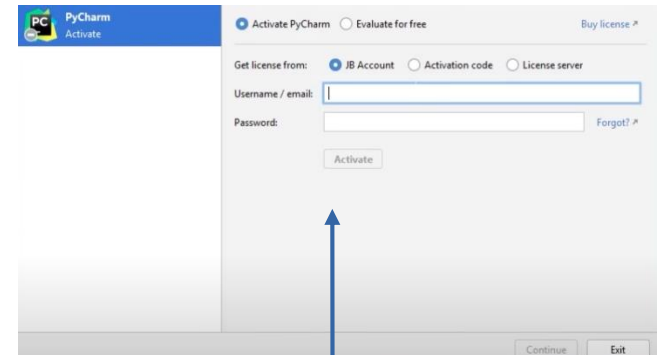 PC PyCharm
Activate
Activate PyCharm Evaluate for free Buy license
Get license from: JB Account Activation code License server
Username / email:
Password: Forgot?
Activate
Continue Exit